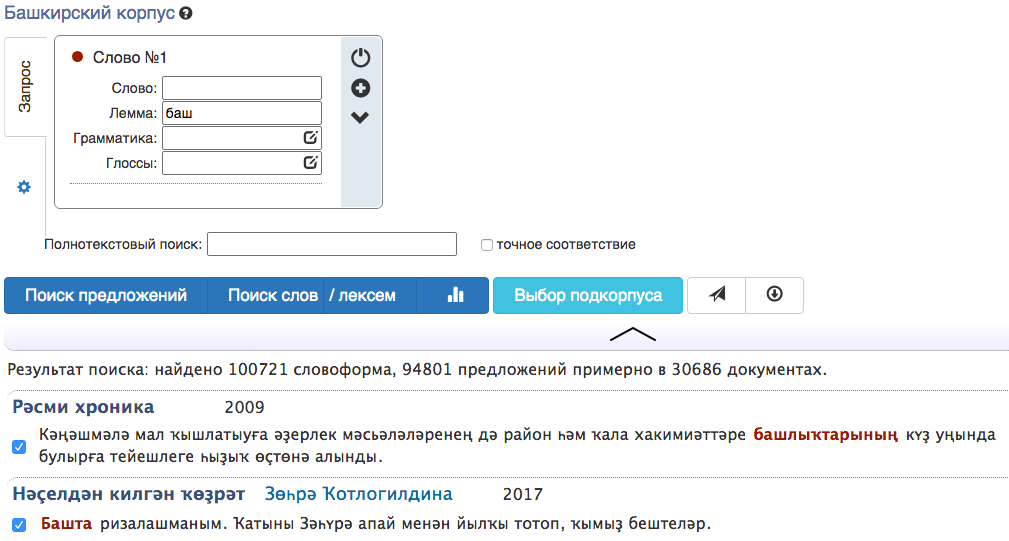 Башкирский корпус ?
Запрос
Слово №1
Слово:
Лемма: баш
Грамматика:
Глоссы:
Полнотекстовый поиск:
точное соответствие
Поиск предложений Поиск слов / лексем Выбор подкорпуса
Результат поиска: найдено 100721 словоформа, 94801 предложений примерно в 30686 документах.
Рәсми хроника 2009
Кәңәшмәлә мал ҡышлатыуға әҙерлек мәсьәләләренең дә район һәм ҡала хакимиәттәре башлыҡтарының күҙ уңында
булырға тейешлеге һыҙыҡ өҫтөнә алынды.
Нәҫелдән килгән ҡөҙрәт Зөһрә Ҡотлогилдина 2017
Башта ризалашманым. Ҡатыны Зәһүрә апай менән йылҡы тотоп, ҡымыҙ бештеләр.